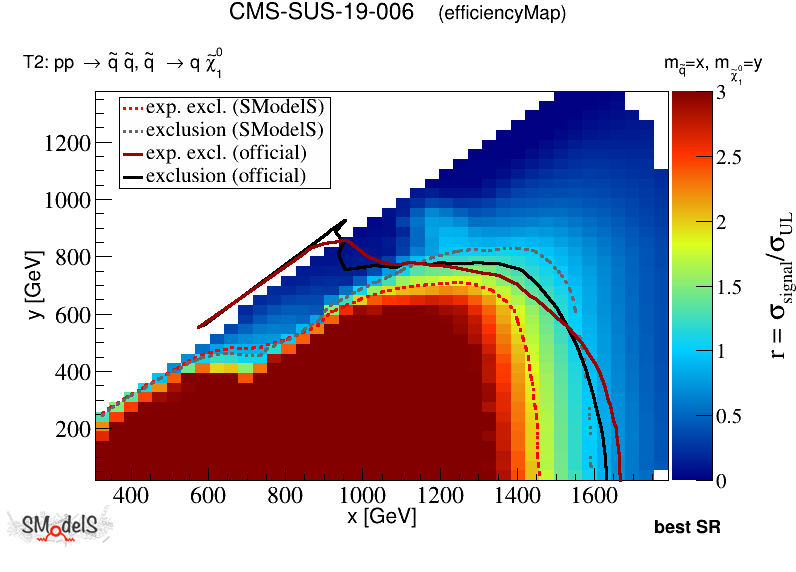 CMS-SUS-19-006 (efficiencyMap)
T2: pp → q̃ q̃, q̃ → q χ̃₁⁰
m_q̃=x, m_χ̃₁⁰=y
exp. excl. (SModelS)
exclusion (SModelS)
exp. excl. (official)
exclusion (official)
1200
1000
800
600
400
200
y [GeV]
400 600 800 1000 1200 1400 1600
x [GeV]
3
2.5
2
1.5
1
0.5
0
r = σ_signal/σ_UL
SModelS
best SR